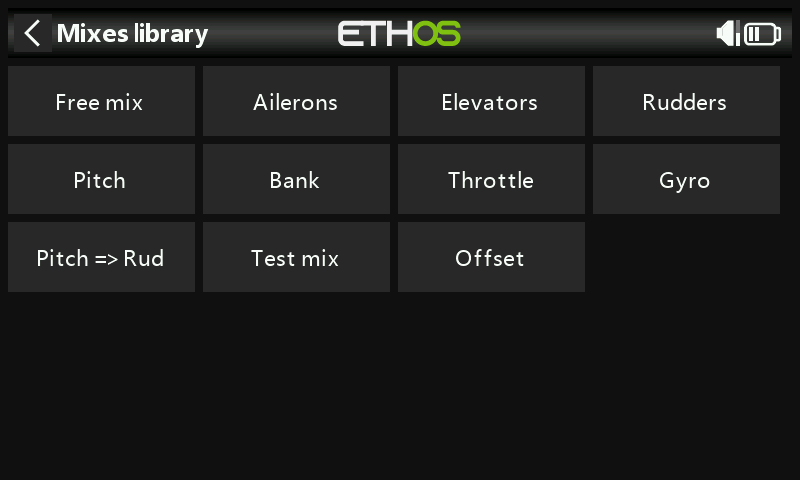 Mixes library
ETHOS
Free mix
Ailerons
Elevators
Rudders
Pitch
Bank
Throttle
Gyro
Pitch => Rud
Test mix
Offset